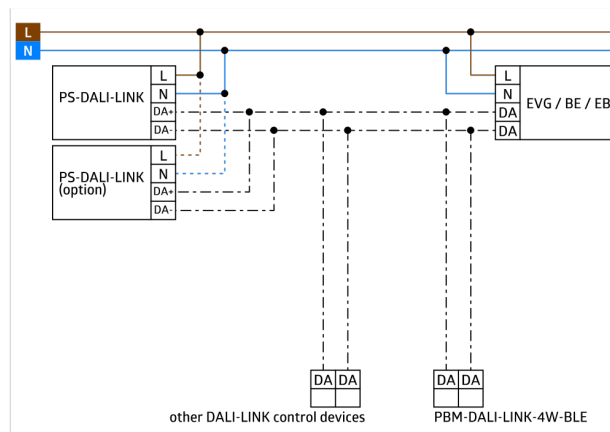 L
N
PS-DALI-LINK
L
N
DA+
DA-
EVG / BE / EB
L
N
DA
DA
PS-DALI-LINK
(option)
L
N
DA+
DA-
DA DA
DA DA
other DALI-LINK control devices
PBM-DALI-LINK-4W-BLE